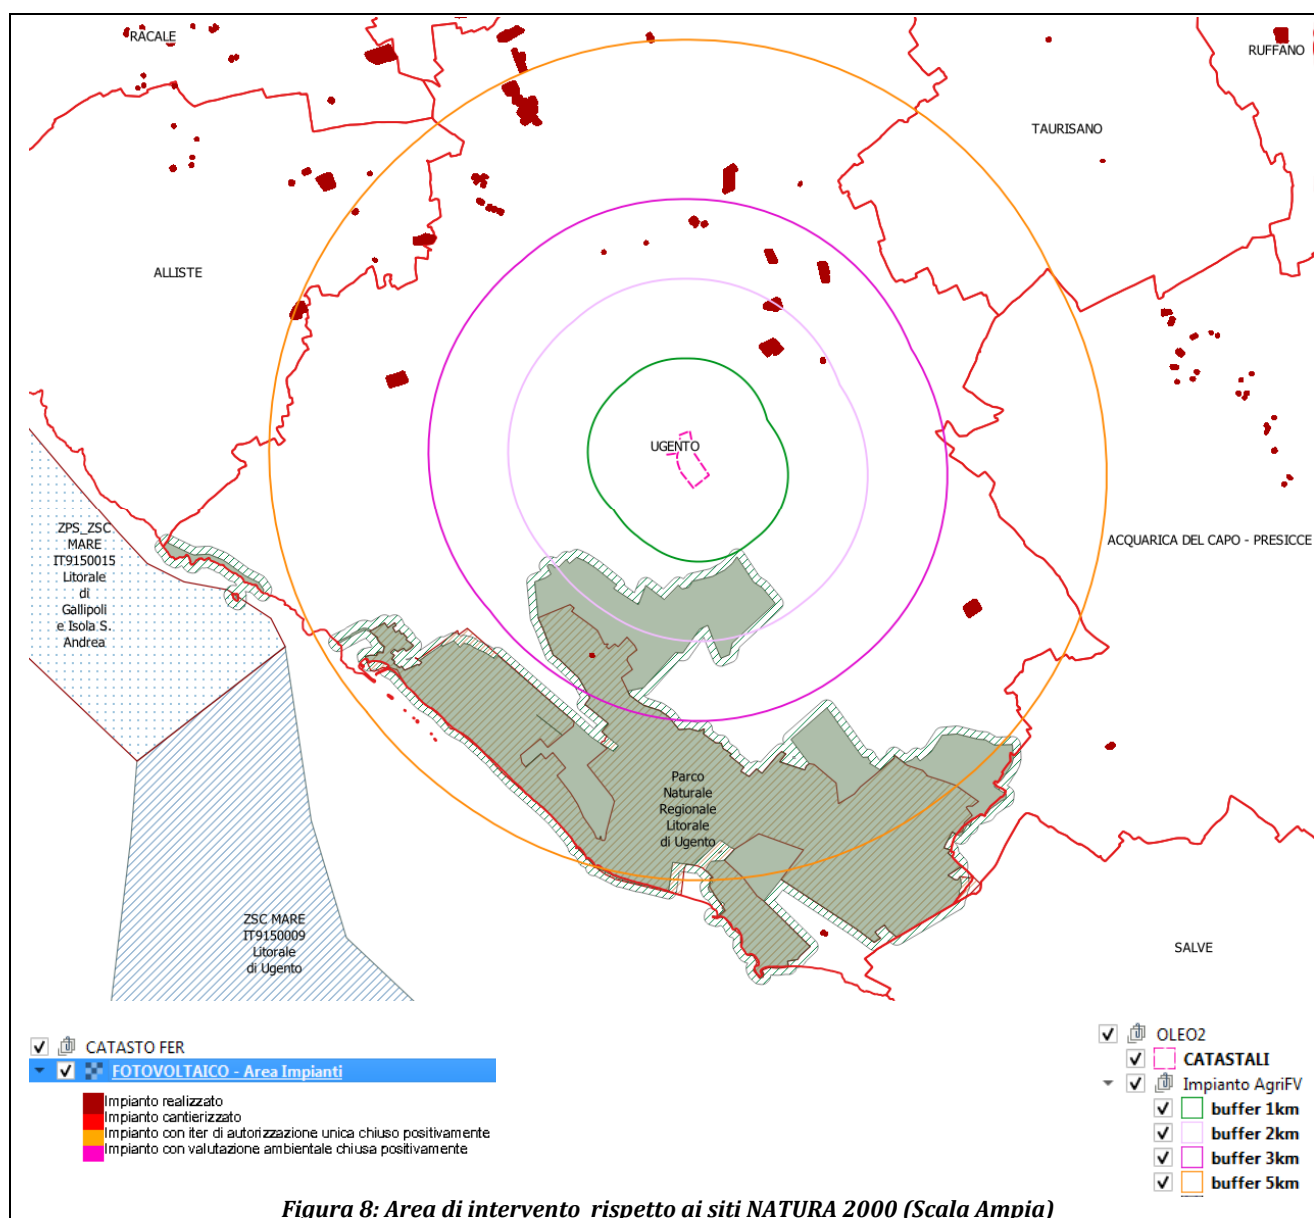 RACALE
RUFFANO
TAURISANO
ALLISTE
UGENTO
ZPS_ZSC
MARE
IT9150015
Litorale
di
Gallipoli
e Isola S.
Andrea
ACQUARICA DEL CAPO - PRESICCE
Parco
Naturale
Regionale
Litorale
di Ugento
ZSC MARE
IT9150009
Litorale
di Ugento
SALVE
CATASTO FER
FOTOVOLTAICO - Area Impianti
Impianto realizzato
Impianto cantierizzato
Impianto con iter di autorizzazione unica chiuso positivamente
Impianto con valutazione ambientale chiusa positivamente
OLEO2
CATASTALI
Impianto AgriFV
buffer 1km
buffer 2km
buffer 3km
buffer 5km
Figura 8: Area di intervento rispetto ai siti NATURA 2000 (Scala Ampia)